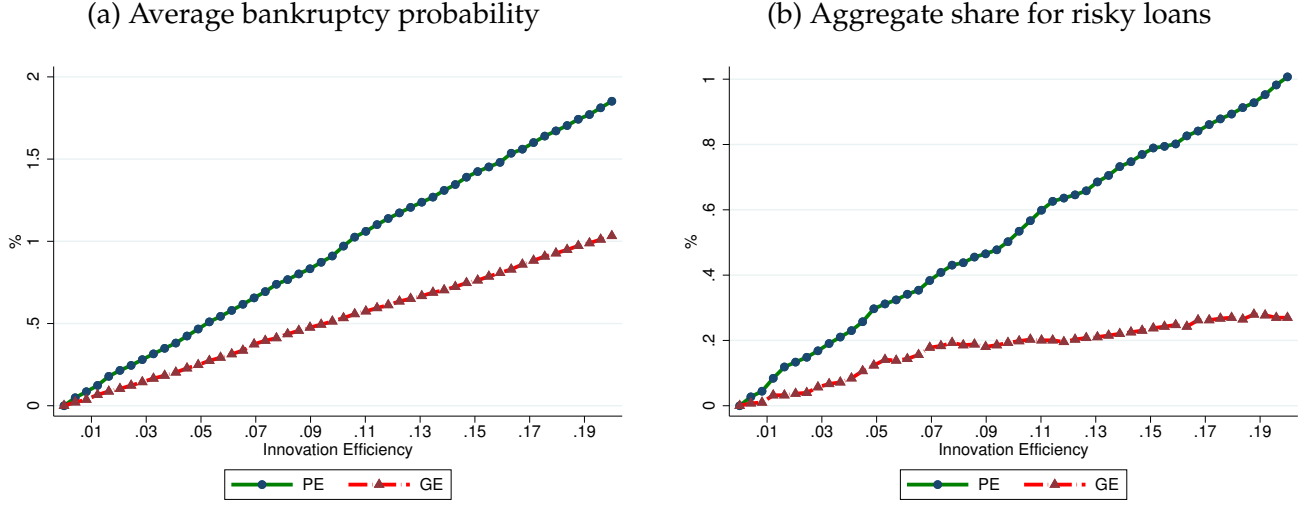 (a) Average bankruptcy probability
2
1.5
1
.5
0
%
.01 .03 .05 .07 .09 .11 .13 .15 .17 .19
Innovation Efficiency
PE GE
(b) Aggregate share for risky loans
1
.8
.6
.4
.2
0
%
.01 .03 .05 .07 .09 .11 .13 .15 .17 .19
Innovation Efficiency
PE GE